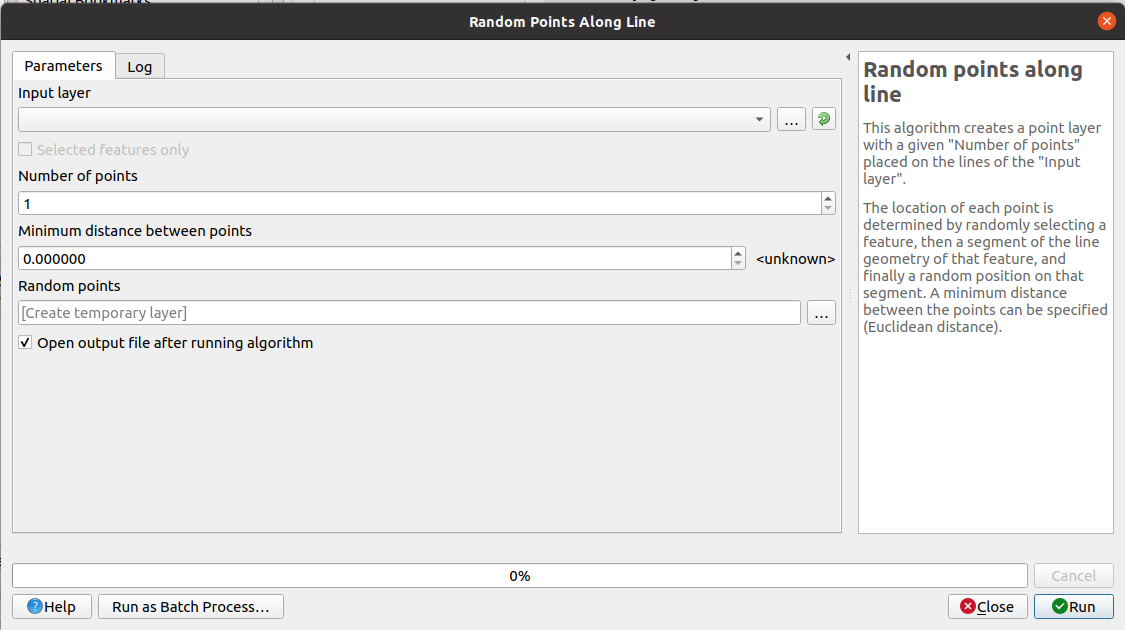 Random Points Along Line
Parameters
Log
Input layer
...
Selected features only
Number of points
1
Minimum distance between points
0.000000
<unknown>
Random points
[Create temporary layer]
...
Open output file after running algorithm
Random points along
line
This algorithm creates a point layer
with a given "Number of points"
placed on the lines of the "Input
layer".
The location of each point is
determined by randomly selecting a
feature, then a segment of the line
geometry of that feature, and
finally a random position on that
segment. A minimum distance
between the points can be specified
(Euclidean distance).
0%
Cancel
Help
Run as Batch Process...
Close
Run